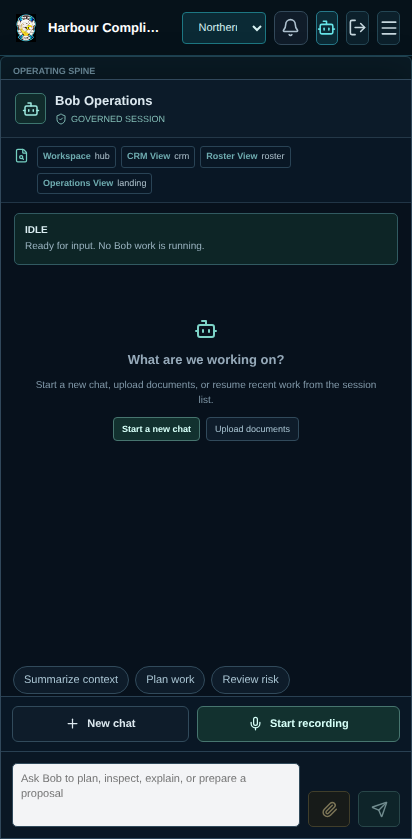 Harbour Compli...
Northern
OPERATING SPINE
Bob Operations
GOVERNED SESSION
Workspace hub
CRM View crm
Roster View roster
Operations View landing
IDLE
Ready for input. No Bob work is running.
What are we working on?
Start a new chat, upload documents, or resume recent work from the session
list.
Start a new chat
Upload documents
Summarize context
Plan work
Review risk
New chat
Start recording
Ask Bob to plan, inspect, explain, or prepare a
proposal